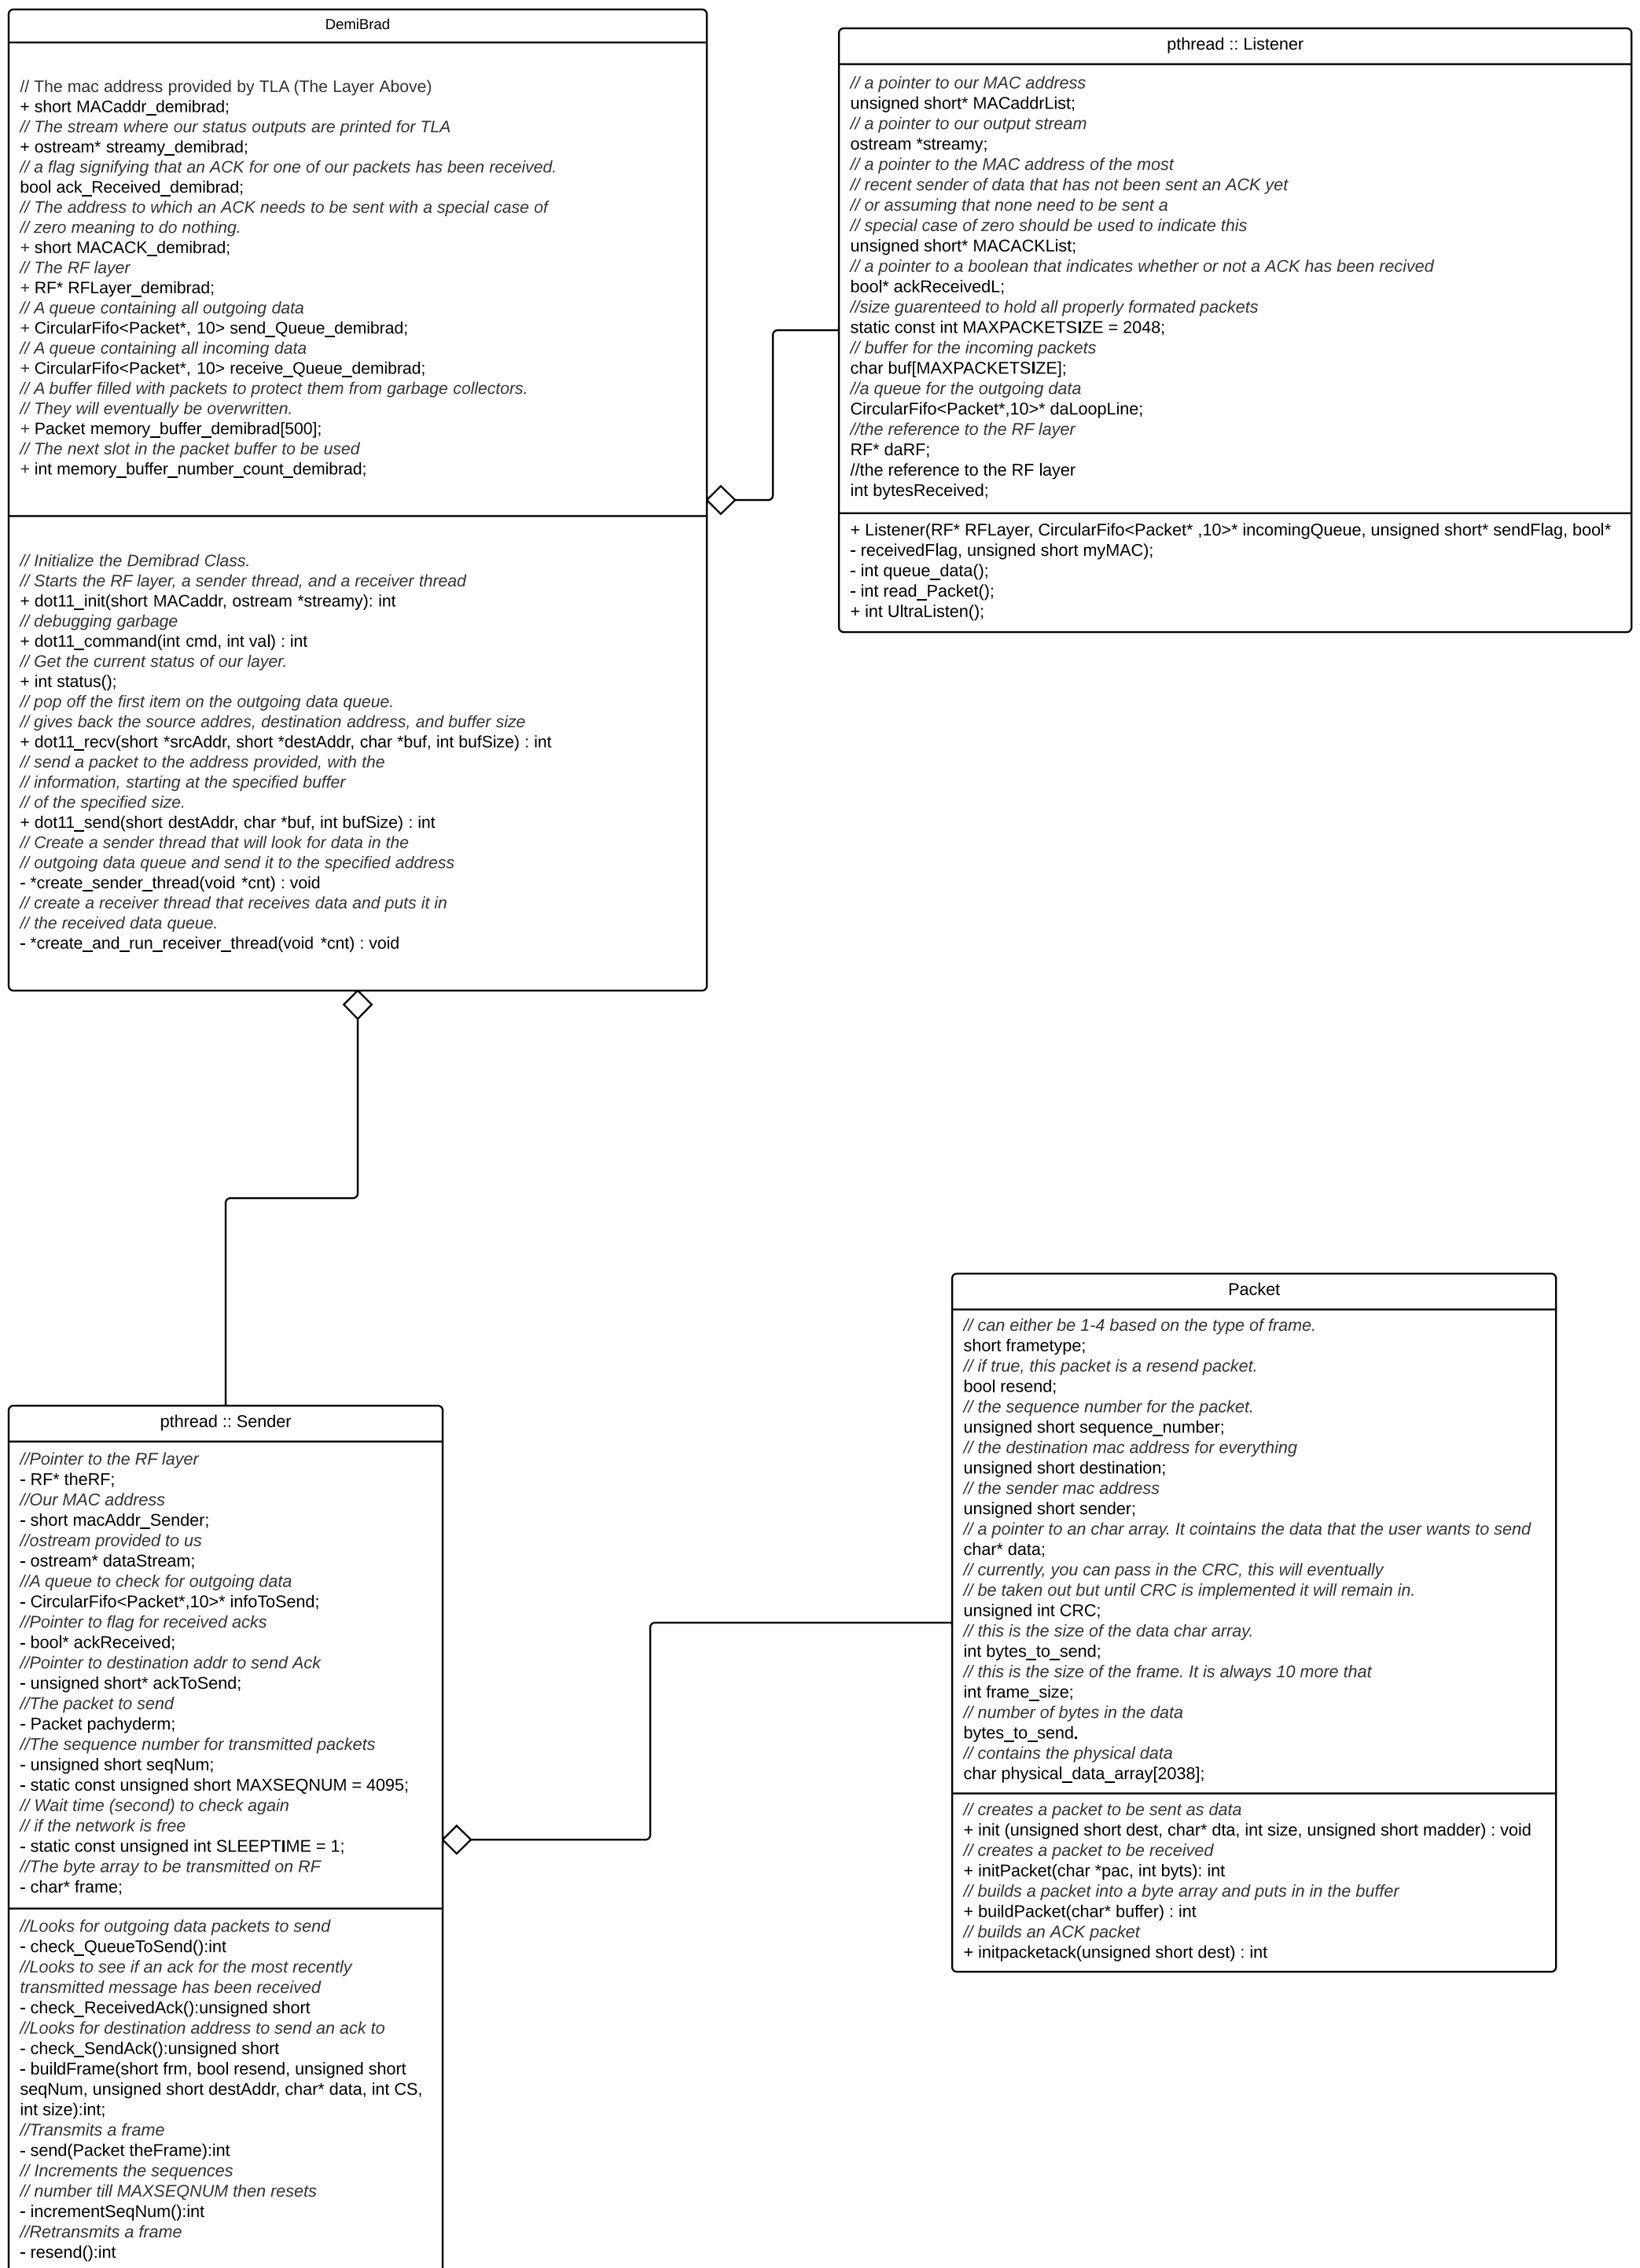 DemiBrad
// The mac address provided by TLA (The Layer Above)
+ short MACaddr_demibrad;
// The stream where our status outputs are printed for TLA
+ ostream* streamy_demibrad;
// a flag signifying that an ACK for one of our packets has been received.
bool ack_Received_demibrad;
// The address to which an ACK needs to be sent with a special case of
// zero meaning to do nothing.
+ short MACACK_demibrad;
// The RF layer
+ RF* RFLayer_demibrad;
// A queue containing all outgoing data
+ CircularFifo<Packet*, 10> send_Queue_demibrad;
// A queue containing all incoming data
+ CircularFifo<Packet*, 10> receive_Queue_demibrad;
// A buffer filled with packets to protect them from garbage collectors.
// They will eventually be overwritten.
+ Packet memory_buffer_demibrad[500];
// The next slot in the packet buffer to be used
+ int memory_buffer_number_count_demibrad;
// Initialize the Demibrad Class.
// Starts the RF layer, a sender thread, and a receiver thread
+ dot11_init(short MACaddr, ostream *streamy): int
// debugging garbage
+ dot11_command(int cmd, int val) : int
// Get the current status of our layer.
+ int status();
// pop off the first item on the outgoing data queue.
// gives back the source addres, destination address, and buffer size
+ dot11_recv(short *srcAddr, short *destAddr, char *buf, int bufSize) : int
// send a packet to the address provided, with the
// information, starting at the specified buffer
// of the specified size.
+ dot11_send(short destAddr, char *buf, int bufSize) : int
// Create a sender thread that will look for data in the
// outgoing data queue and send it to the specified address
- *create_sender_thread(void *cnt) : void
// create a receiver thread that receives data and puts it in
// the received data queue.
- *create_and_run_receiver_thread(void *cnt) : void
pthread :: Listener
// a pointer to our MAC address
unsigned short* MACaddrList;
// a pointer to our output stream
ostream *streamy;
// a pointer to the MAC address of the most
// recent sender of data that has not been sent an ACK yet
// or assuming that none need to be sent a
// special case of zero should be used to indicate this
unsigned short* MACACKList;
// a pointer to a boolean that indicates whether or not a ACK has been recived
bool* ackReceivedL;
//size guarenteed to hold all properly formated packets
static const int MAXPACKETSIZE = 2048;
// buffer for the incoming packets
char buf[MAXPACKETSIZE];
//a queue for the outgoing data
CircularFifo<Packet*,10>* daLoopLine;
//the reference to the RF layer
RF* daRF;
//the reference to the RF layer
int bytesReceived;
+ Listener(RF* RFLayer, CircularFifo<Packet* ,10>* incomingQueue, unsigned short* sendFlag, bool*
- receivedFlag, unsigned short myMAC);
- int queue_data();
- int read_Packet();
+ int UltraListen();
pthread :: Sender
//Pointer to the RF layer
- RF* theRF;
//Our MAC address
- short macAddr_Sender;
//ostream provided to us
- ostream* dataStream;
//A queue to check for outgoing data
- CircularFifo<Packet*,10>* infoToSend;
//Pointer to flag for received acks
- bool* ackReceived;
//Pointer to destination addr to send Ack
- unsigned short* ackToSend;
//The packet to send
- Packet pachyderm;
//The sequence number for transmitted packets
- unsigned short seqNum;
- static const unsigned short MAXSEQNUM = 4095;
// Wait time (second) to check again
// if the network is free
- static const unsigned int SLEEPTIME = 1;
//The byte array to be transmitted on RF
- char* frame;
//Looks for outgoing data packets to send
- check_QueueToSend():int
//Looks to see if an ack for the most recently
transmitted message has been received
- check_ReceivedAck():unsigned short
//Looks for destination address to send an ack to
- check_SendAck():unsigned short
- buildFrame(short frm, bool resend, unsigned short
seqNum, unsigned short destAddr, char* data, int CS,
int size):int;
//Transmits a frame
- send(Packet theFrame):int
// Increments the sequences
// number till MAXSEQNUM then resets
- incrementSeqNum():int
//Retransmits a frame
- resend():int
Packet
// can either be 1-4 based on the type of frame.
short frametype;
// if true, this packet is a resend packet.
bool resend;
// the sequence number for the packet.
unsigned short sequence_number;
// the destination mac address for everything
unsigned short destination;
// the sender mac address
unsigned short sender;
// a pointer to an char array. It cointains the data that the user wants to send
char* data;
// currently, you can pass in the CRC, this will eventually
// be taken out but until CRC is implemented it will remain in.
unsigned int CRC;
// this is the size of the data char array.
int bytes_to_send;
// this is the size of the frame. It is always 10 more that
int frame_size;
// number of bytes in the data
bytes_to_send.
// contains the physical data
char physical_data_array[2038];
// creates a packet to be sent as data
+ init (unsigned short dest, char* dta, int size, unsigned short madder) : void
// creates a packet to be received
+ initPacket(char *pac, int byts): int
// builds a packet into a byte array and puts in in the buffer
+ buildPacket(char* buffer) : int
// builds an ACK packet
+ initpacketack(unsigned short dest) : int